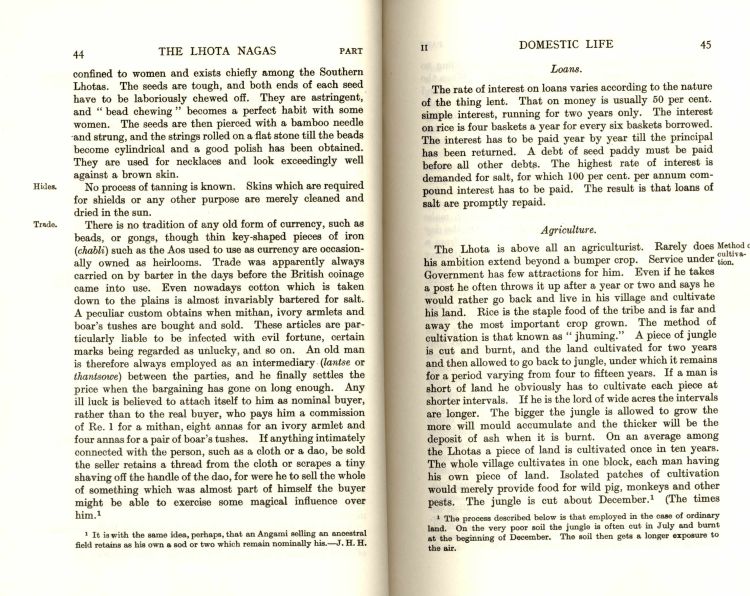 44 THE LHOTA NAGAS PART
confined to women and exists chiefly among the Southern
Lhotas. The seeds are tough, and both ends of each seed
have to be laboriously chewed off. They are astringent,
and "bead chewing" becomes a perfect habit with some
women. The seeds are then pierced with a bamboo needle
and strung, and the strings rolled on a flat stone till the beads
become cylindrical and a good polish has been obtained.
They are used for necklaces and look exceedingly well
against a brown skin.
Hides. No process of tanning is known. Skins which are required
for shields or any other purpose are merely cleaned and
dried in the sun.
Trade. There is no tradition of any old form of currency, such as
beads, or gongs, though thin key-shaped pieces of iron
(chabli) such as the Aos used to use as currency are occasion-
ally owned as heirlooms. Trade was apparently always
carried on by barter in the days before the British coinage
came into use. Even nowadays cotton which is taken
down to the plains is almost invariably bartered for salt.
A peculiar custom obtains when mithan, ivory armlets and
boar's tushes are bought and sold. These articles are par-
ticularly liable to be infected with evil fortune, certain
marks being regarded as unlucky, and so on. An old man
is therefore always employed as an intermediary (lantse or
thantsowe) between the parties, and he finally settles the
price when the bargaining has gone on long enough. Any
ill luck is believed to attach itself to him as nominal buyer,
rather than to the real buyer, who pays him a commission
of Re. 1 for a mithan, eight annas for an ivory armlet and
four annas for a pair of boar's tushes. If anything intimately
connected with the person, such as a cloth or a dao, be sold
the seller retains a thread from the cloth or scrapes a tiny
shaving off the handle of the dao, for were he to sell the whole
of something which was almost part of himself the buyer
might be able to exercise some magical influence over
him.¹
¹ It is with the same idea, perhaps, that an Angami selling an ancestral
field retains as his own a sod or two which remain nominally his.—J. H. H.
II DOMESTIC LIFE 45
Loans.
The rate of interest on loans varies according to the nature
of the thing lent. That on money is usually 50 per cent.
simple interest, running for two years only. The interest
on rice is four baskets a year for every six baskets borrowed.
The interest has to be paid year by year till the principal
has been returned. A debt of seed paddy must be paid
before all other debts. The highest rate of interest is
demanded for salt, for which 100 per cent. per annum com-
pound interest has to be paid. The result is that loans of
salt are promptly repaid.
Agriculture.
The Lhota is above all an agriculturist. Rarely does Method o
his ambition extend beyond a bumper crop. Service under cultiva-
Government has few attractions for him. Even if he takes tion.
a post he often throws it up after a year or two and says he
would rather go back and live in his village and cultivate
his land. Rice is the staple food of the tribe and is far and
away the most important crop grown. The method of
cultivation is that known as "jhuming." A piece of jungle
is cut and burnt, and the land cultivated for two years
and then allowed to go back to jungle, under which it remains
for a period varying from four to fifteen years. If a man is
short of land he obviously has to cultivate each piece at
shorter intervals. If he is the lord of wide acres the intervals
are longer. The bigger the jungle is allowed to grow the
more will mould accumulate and the thicker will be the
deposit of ash when it is burnt. On an average among
the Lhotas a piece of land is cultivated once in ten years.
The whole village cultivates in one block, each man having
his own piece of land. Isolated patches of cultivation
would merely provide food for wild pig, monkeys and other
pests. The jungle is cut about December.¹ (The times
¹ The process described below is that employed in the case of ordinary
land. On the very poor soil the jungle is often cut in July and burnt
at the beginning of December. The soil then gets a longer exposure to
the air.